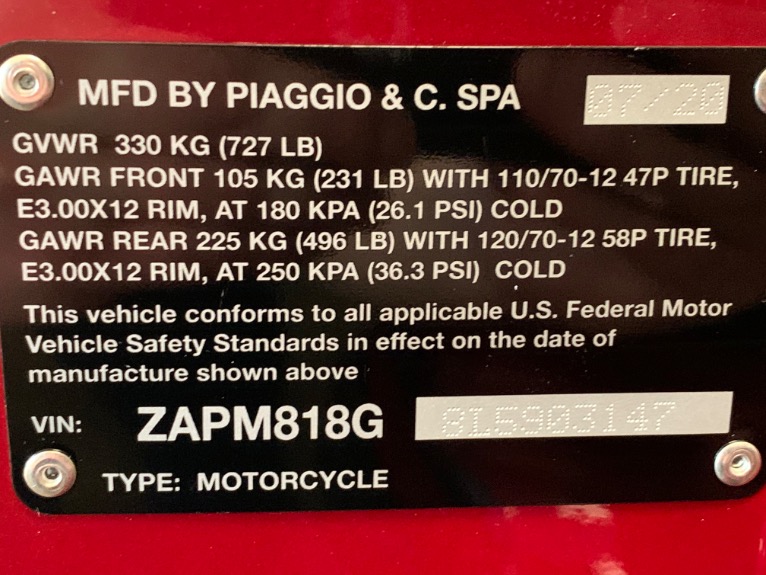 MFD BY PIAGGIO & C. SPA 07/20
GVWR 330 KG (727 LB)
GAWR FRONT 105 KG (231 LB) WITH 110/70-12 47P TIRE,
E3.00X12 RIM, AT 180 KPA (26.1 PSI) COLD
GAWR REAR 225 KG (496 LB) WITH 120/70-12 58P TIRE,
E3.00X12 RIM, AT 250 KPA (36.3 PSI) COLD
This vehicle conforms to all applicable U.S. Federal Motor
Vehicle Safety Standards in effect on the date of
manufacture shown above
VIN: ZAPM818G 8L5903147
TYPE: MOTORCYCLE